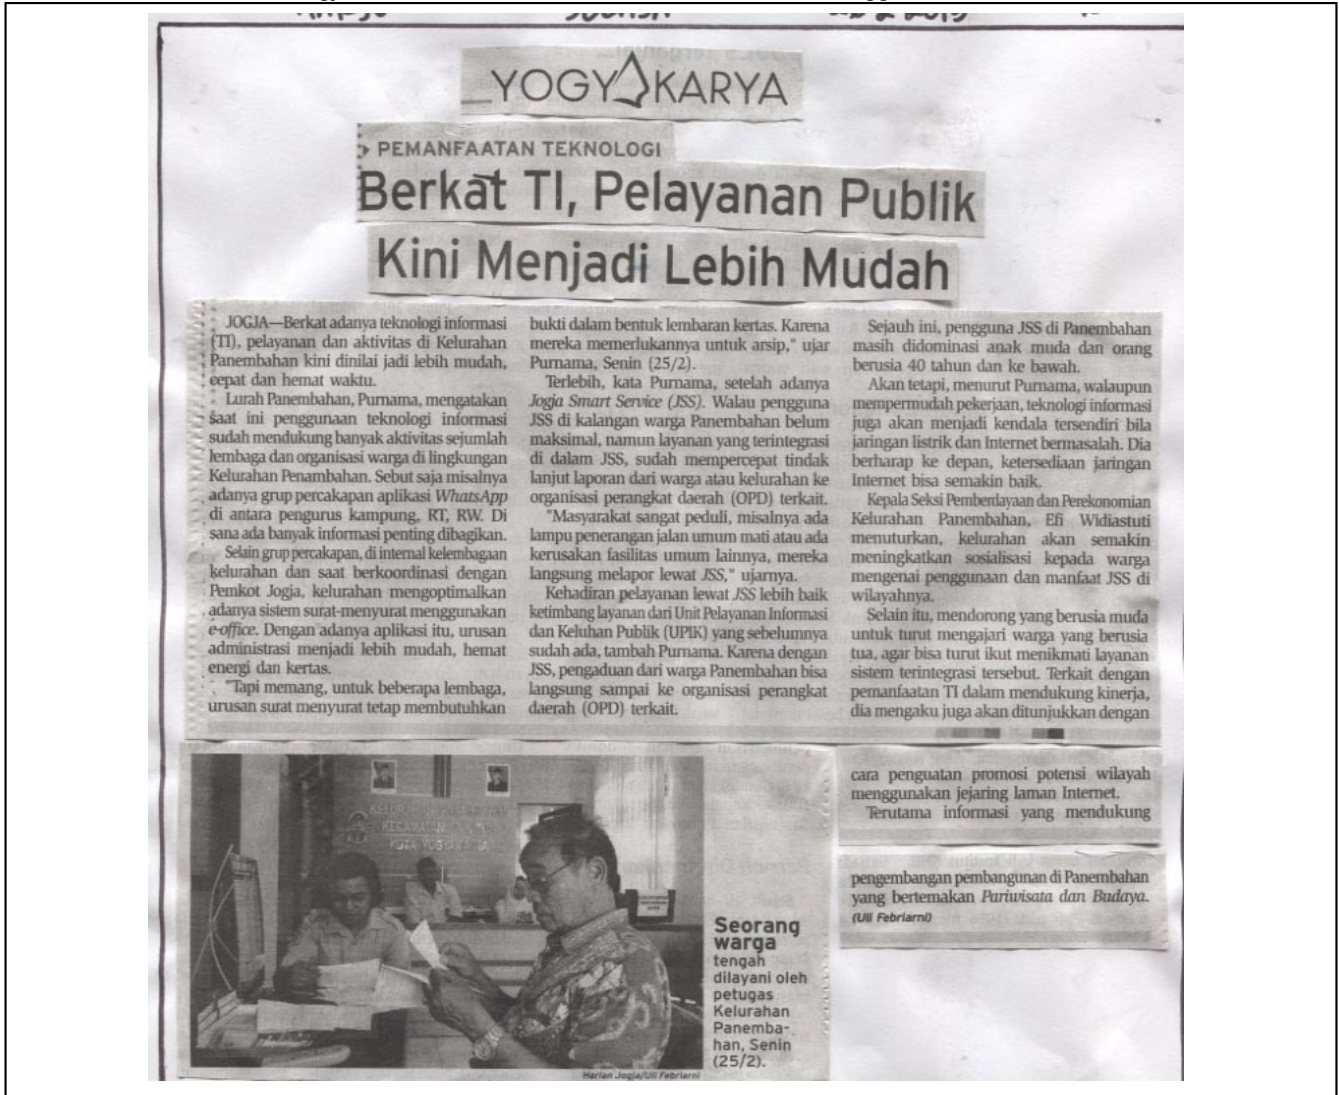 YOGYAKARYA
PEMANFAATAN TEKNOLOGI
Berkat TI, Pelayanan Publik
Kini Menjadi Lebih Mudah
JOGJA—Berkat adanya teknologi informasi
(TI), pelayanan dan aktivitas di Kelurahan
Panembahan kini dinilai jadi lebih mudah,
cepat dan hemat waktu.
Lurah Panembahan, Purnama, mengatakan
saat ini penggunaan teknologi informasi
sudah mendukung banyak aktivitas sejumlah
lembaga dan organisasi warga di lingkungan
Kelurahan Penambahan. Sebut saja misalnya
adanya grup percakapan aplikasi WhatsApp
di antara pengurus kampung, RT, RW. Di
sana ada banyak informasi penting dibagikan.
Selain grup percakapan, di internal kelembagaan
kelurahan dan saat berkoordinasi dengan
Pemkot Jogja, kelurahan mengoptimalkan
adanya sistem surat-menyurat menggunakan
e-office. Dengan adanya aplikasi itu, urusan
administrasi menjadi lebih mudah, hemat
energi dan kertas.
"Tapi memang, untuk beberapa lembaga,
urusan surat menyurat tetap membutuhkan
bukti dalam bentuk lembaran kertas. Karena
mereka memerlukannya untuk arsip," ujar
Purnama, Senin (25/2).
Terlebih, kata Purnama, setelah adanya
Jogja Smart Service (JSS). Walau pengguna
JSS di kalangan warga Panembahan belum
maksimal, namun layanan yang terintegrasi
di dalam JSS, sudah mempercepat tindak
lanjut laporan dari warga atau kelurahan ke
organisasi perangkat daerah (OPD) terkait.
"Masyarakat sangat peduli, misalnya ada
lampu penerangan jalan umum mati atau ada
kerusakan fasilitas umum lainnya, mereka
langsung melapor lewat JSS," ujarnya.
Kehadiran pelayanan lewat JSS lebih baik
ketimbang layanan dari Unit Pelayanan Informasi
dan Keluhan Publik (UPIK) yang sebelumnya
sudah ada, tambah Purnama. Karena dengan
JSS, pengaduan dari warga Panembahan bisa
langsung sampai ke organisasi perangkat
daerah (OPD) terkait.
Sejauh ini, pengguna JSS di Panembahan
masih didominasi anak muda dan orang
berusia 40 tahun dan ke bawah.
Akan tetapi, menurut Purnama, walaupun
mempermudah pekerjaan, teknologi informasi
juga akan menjadi kendala tersendiri bila
jaringan listrik dan Internet bermasalah. Dia
berharap ke depan, ketersediaan jaringan
Internet bisa semakin baik.
Kepala Seksi Pemberdayaan dan Perekonomian
Kelurahan Panembahan, Efi Widiastuti
menuturkan, kelurahan akan semakin
meningkatkan sosialisasi kepada warga
mengenai penggunaan dan manfaat JSS di
wilayahnya.
Selain itu, mendorong yang berusia muda
untuk turut mengajari warga yang berusia
tua, agar bisa turut ikut menikmati layanan
sistem terintegrasi tersebut. Terkait dengan
pemanfaatan TI dalam mendukung kinerja,
dia mengaku juga akan ditunjukkan dengan
cara penguatan promosi potensi wilayah
menggunakan jejaring laman Internet.
Terutama informasi yang mendukung
pengembangan pembangunan di Panembahan
yang bertemakan Pariwisata dan Budaya.
(Uli Febriarni)
KECAMATAN
KOTA YOGYAKARTA
Seorang
warga
tengah
dilayani oleh
petugas
Kelurahan
Panemba-
han, Senin
(25/2).
Harian Jogja/Uli Febriarni